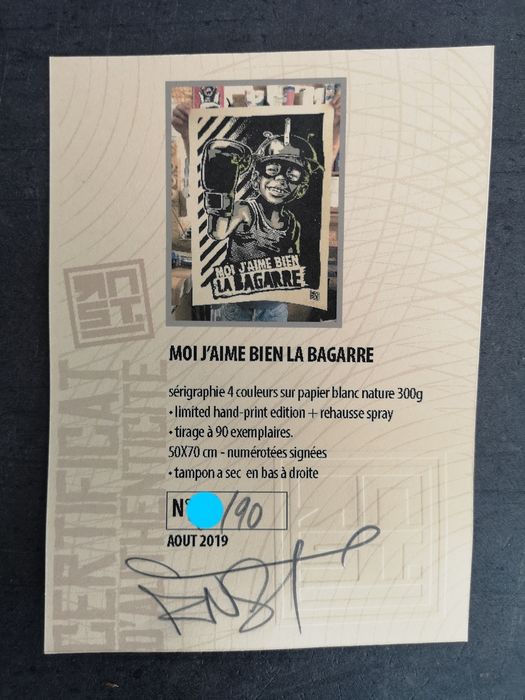 MOI J'AIME BIEN
LA BAGARRE
CERTIFICAT
D'AUTHENTICITÉ
MOI J'AIME BIEN LA BAGARRE
sérigraphie 4 couleurs sur papier blanc nature 300g
• limited hand-print edition + rehausse spray
• tirage à 90 exemplaires.
50X70 cm - numérotées signées
• tampon a sec en bas à droite
N° /90
AOUT 2019